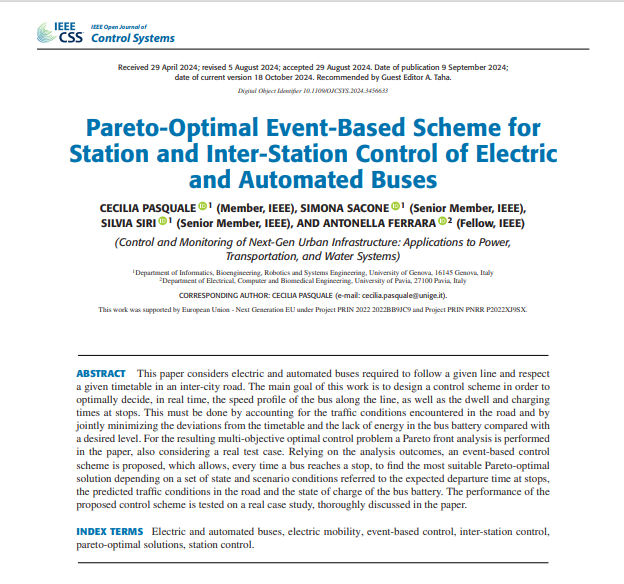 IEEE
CSS
IEEE Open Journal of
Control Systems
Received 29 April 2024; revised 5 August 2024; accepted 29 August 2024. Date of publication 9 September 2024;
date of current version 18 October 2024. Recommended by Guest Editor A. Taha.
Digital Object Identifier 10.1109/OJCSYS.2024.3456633
Pareto-Optimal Event-Based Scheme for
Station and Inter-Station Control of Electric
and Automated Buses
CECILIA PASQUALE iD 1 (Member, IEEE), SIMONA SACONE iD 1 (Senior Member, IEEE),
SILVIA SIRI iD 1 (Senior Member, IEEE), AND ANTONELLA FERRARA iD 2 (Fellow, IEEE)
(Control and Monitoring of Next-Gen Urban Infrastructure: Applications to Power,
Transportation, and Water Systems)
1Department of Informatics, Bioengineering, Robotics and Systems Engineering, University of Genova, 16145 Genova, Italy
2Department of Electrical, Computer and Biomedical Engineering, University of Pavia, 27100 Pavia, Italy
CORRESPONDING AUTHOR: CECILIA PASQUALE (e-mail: cecilia.pasquale@unige.it).
This work was supported by European Union - Next Generation EU under Project PRIN 2022 2022BB9JC9 and Project PRIN PNRR P2022XJ9SX.
ABSTRACT This paper considers electric and automated buses required to follow a given line and respect
a given timetable in an inter-city road. The main goal of this work is to design a control scheme in order to
optimally decide, in real time, the speed profile of the bus along the line, as well as the dwell and charging
times at stops. This must be done by accounting for the traffic conditions encountered in the road and by
jointly minimizing the deviations from the timetable and the lack of energy in the bus battery compared with
a desired level. For the resulting multi-objective optimal control problem a Pareto front analysis is performed
in the paper, also considering a real test case. Relying on the analysis outcomes, an event-based control
scheme is proposed, which allows, every time a bus reaches a stop, to find the most suitable Pareto-optimal
solution depending on a set of state and scenario conditions referred to the expected departure time at stops,
the predicted traffic conditions in the road and the state of charge of the bus battery. The performance of the
proposed control scheme is tested on a real case study, thoroughly discussed in the paper.
INDEX TERMS Electric and automated buses, electric mobility, event-based control, inter-station control,
pareto-optimal solutions, station control.